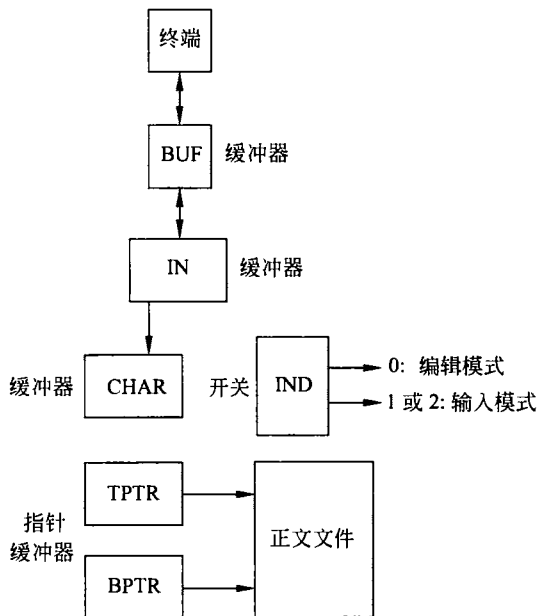 终端
BUF 缓冲器
IN 缓冲器
缓冲器 CHAR
开关 IND
0: 编辑模式
1 或 2: 输入模式
指针
缓冲器
TPTR
BPTR
正文文件